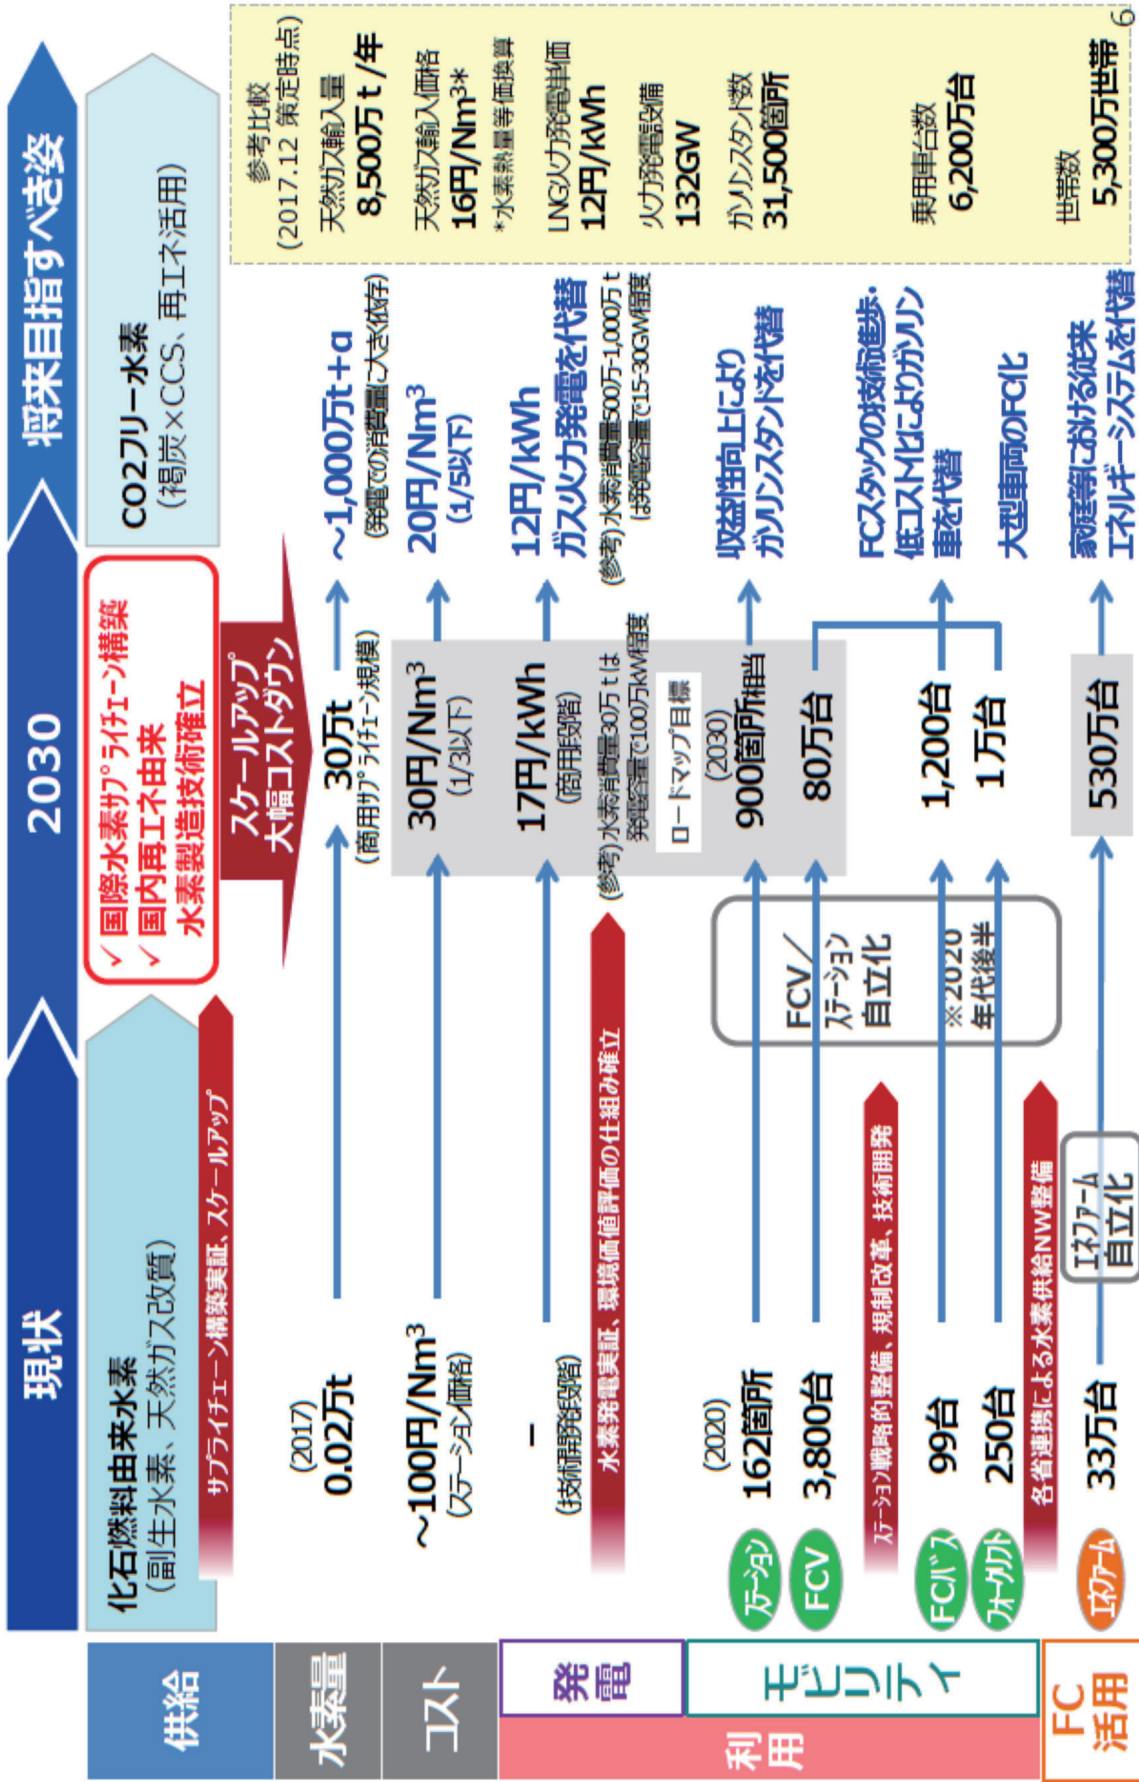 現状
2030
将来目指すべき姿
供給
化石燃料由来水素
(副生水素、天然ガス改質)
✓ 国際水素サプライチェーン構築
✓ 国内再エネ由来
水素製造技術確立
CO2フリー水素
(褐炭×CCS、再エネ活用)
サプライチェーン構築実証、スケールアップ
スケールアップ
大幅コストダウン
水素量
(2017)
0.02万t
30万t
(商用サプライチェーン規模)
～1,000万t+α
(発電での消費量に大きく依存)
コスト
～100円/Nm³
(ステーション価格)
30円/Nm³
(1/3以下)
20円/Nm³
(1/5以下)
利用
発電
－
(技術開発段階)
17円/kWh
(商用段階)
12円/kWh
ガス火力発電を代替
水素発電実証、環境価値評価の仕組み確立
(参考) 水素消費量30万tは
発電容量で100万kW程度
(参考) 水素消費量500万-1,000万t
は発電容量で15-30GW程度
ロードマップ目標
(2030)
モビリティ
(2020)
ステーション
162箇所
900箇所相当
収益性向上により
ガソリンスタンドを代替
FCV
3,800台
80万台
FCV／
ステーション
自立化
※2020
年代後半
ステーション戦略的整備、規制改革、技術開発
FCスタックの技術進歩・
低コスト化によりガソリン
車を代替
FCバス
99台
1,200台
フォークリフト
250台
1万台
大型車両のFC化
各省連携による水素供給NW整備
FC
活用
エネファーム
33万台
エネファーム
自立化
530万台
家庭等における従来
エネルギーシステムを代替
参考比較
(2017.12 策定時点)
天然ガス輸入量
8,500万t/年
天然ガス輸入価格
16円/Nm³*
*水素熱量等価換算
LNG火力発電単価
12円/kWh
火力発電設備
132GW
ガソリンスタンド数
31,500箇所
乗用車台数
6,200万台
世帯数
5,300万世帯
6